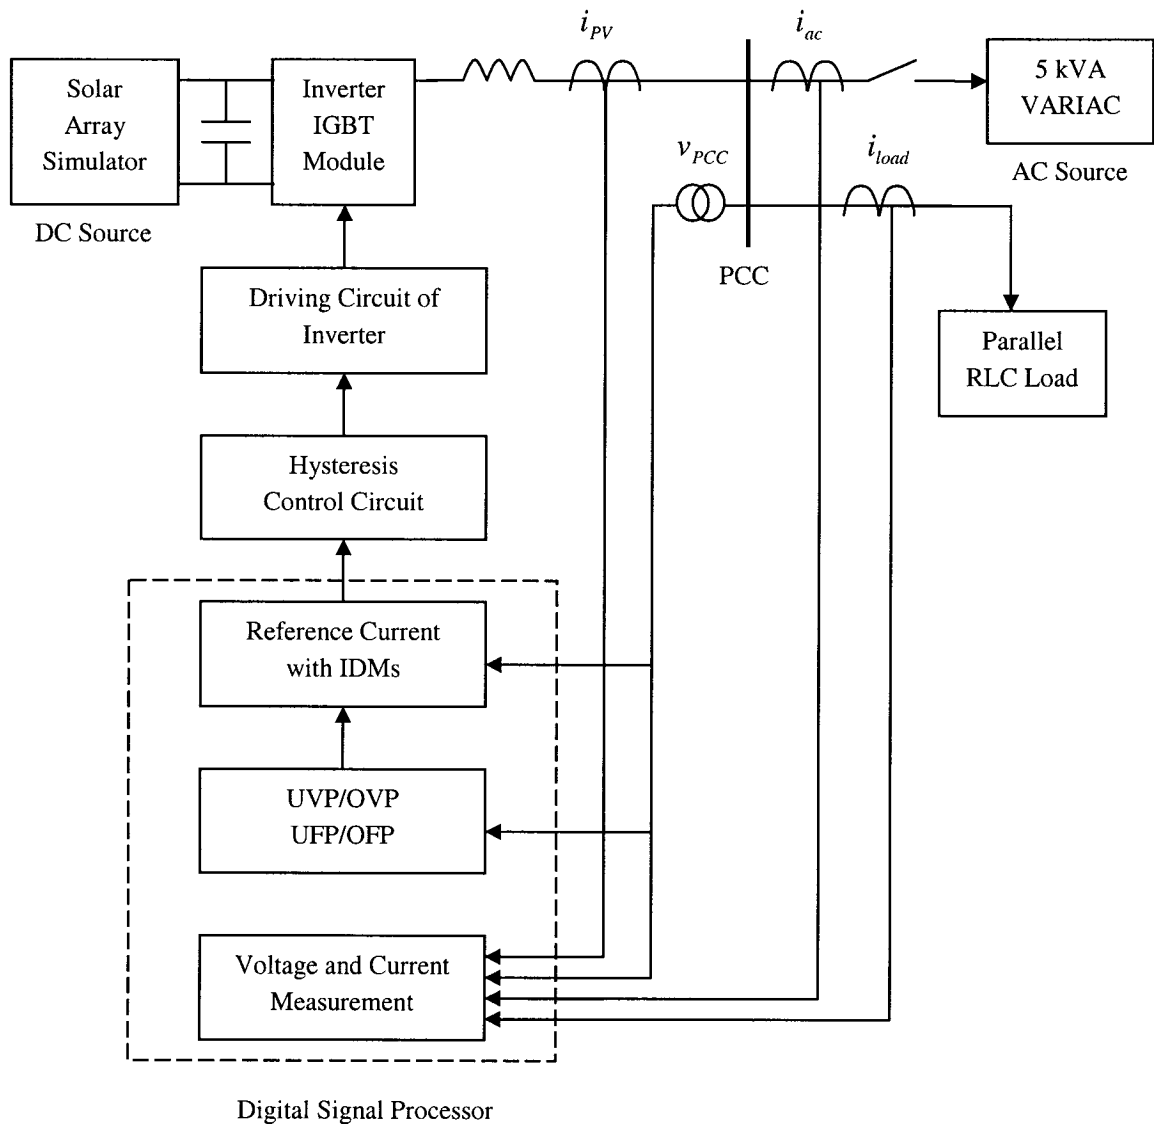 i_PV
i_ac
Solar
Array
Simulator
Inverter
IGBT
Module
5 kVA
VARIAC
v_PCC
i_load
AC Source
DC Source
PCC
Driving Circuit of
Inverter
Parallel
RLC Load
Hysteresis
Control Circuit
Reference Current
with IDMs
UVP/OVP
UFP/OFP
Voltage and Current
Measurement
Digital Signal Processor